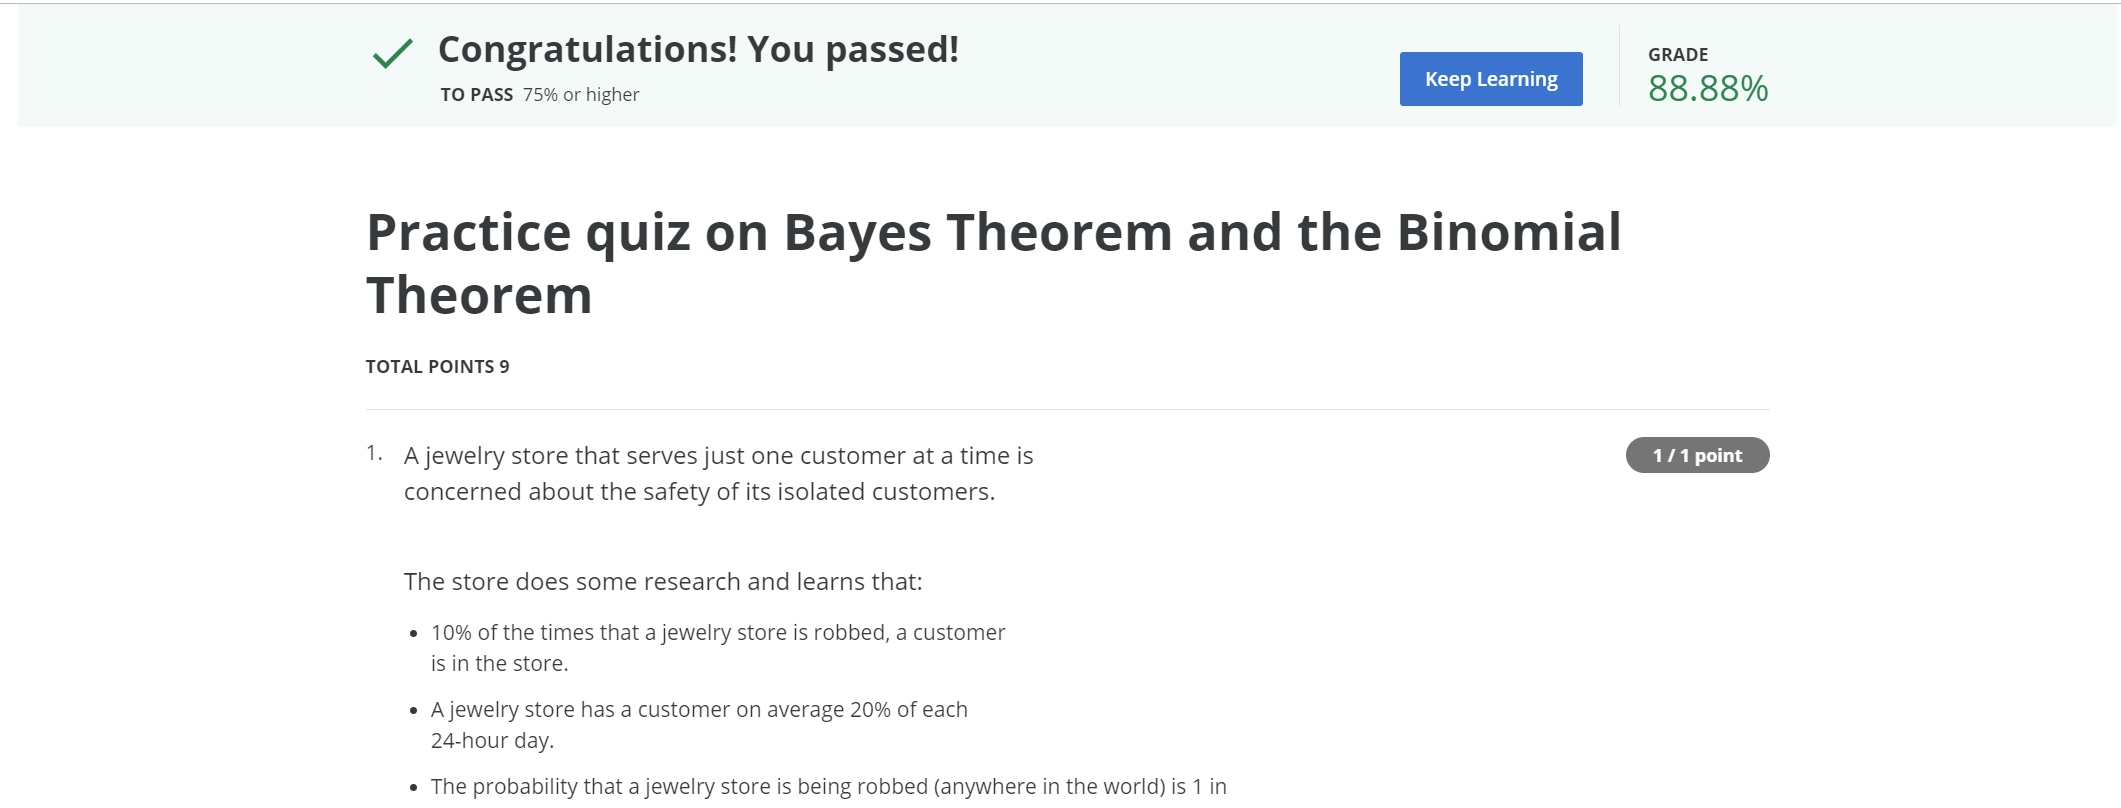 Congratulations! You passed!
TO PASS 75% or higher
Keep Learning
GRADE
88.88%
Practice quiz on Bayes Theorem and the Binomial
Theorem
TOTAL POINTS 9
1. A jewelry store that serves just one customer at a time is
concerned about the safety of its isolated customers.
1 / 1 point
The store does some research and learns that:
• 10% of the times that a jewelry store is robbed, a customer
is in the store.
• A jewelry store has a customer on average 20% of each
24-hour day.
• The probability that a jewelry store is being robbed (anywhere in the world) is 1 in